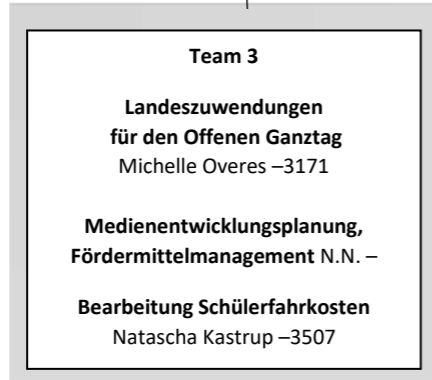 Team 3
Landeszuwendungen
für den Offenen Ganztag
Michelle Overes –3171
Medienentwicklungsplanung,
Fördermittelmanagement N.N. –
Bearbeitung Schülerfahrkosten
Natascha Kastrup –3507